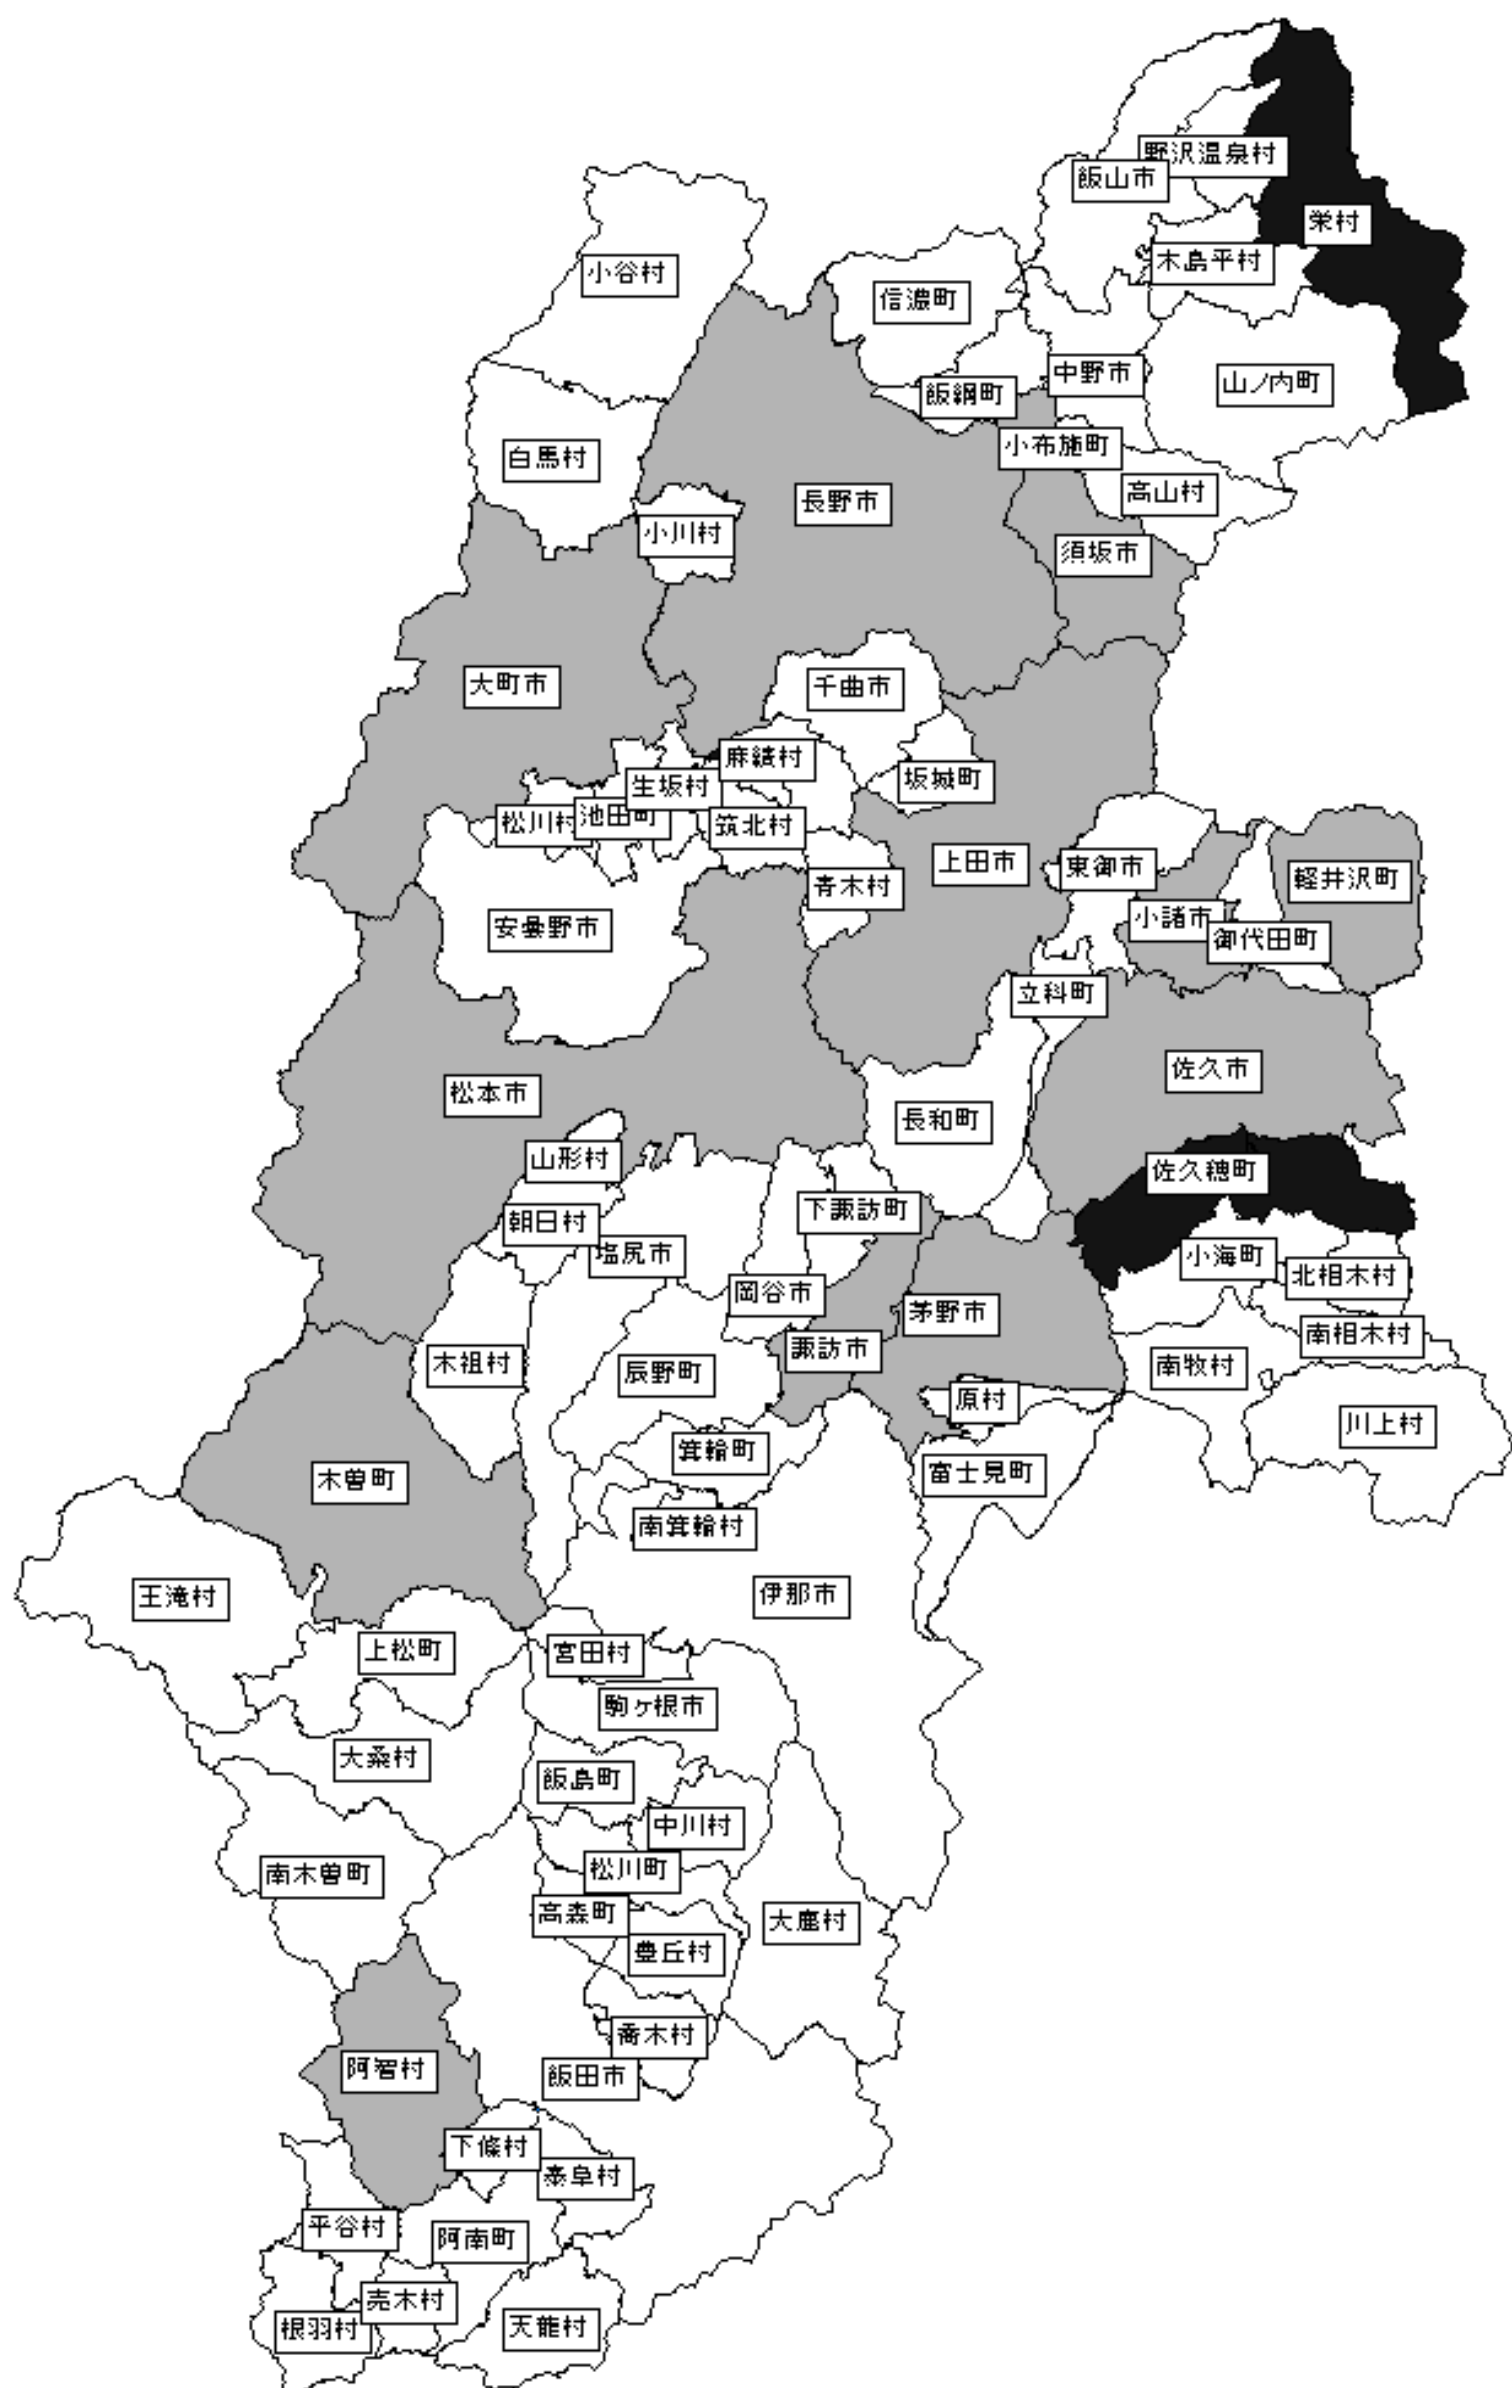 野沢温泉村
飯山市
栄村
木島平村
小谷村
信濃町
中野市
山ノ内町
飯綱町
小布施町
白馬村
高山村
長野市
小川村
須坂市
大町市
千曲市
麻績村
坂城町
生坂村
松川村
池田町
筑北村
上田市
東御市
軽井沢町
青木村
小諸市
安曇野市
御代田町
立科町
佐久市
松本市
長和町
山形村
佐久穂町
下諏訪町
朝日村
塩尻市
小海町
北相木村
岡谷市
茅野市
南相木村
諏訪市
木祖村
辰野町
南牧村
原村
川上村
箕輪町
富士見町
木曽町
南箕輪村
王滝村
伊那市
上松町
宮田村
駒ヶ根市
大桑村
飯島町
中川村
松川町
南木曽町
高森町
大鹿村
豊丘村
喬木村
阿智村
飯田市
下條村
泰阜村
平谷村
阿南町
売木村
根羽村
天龍村